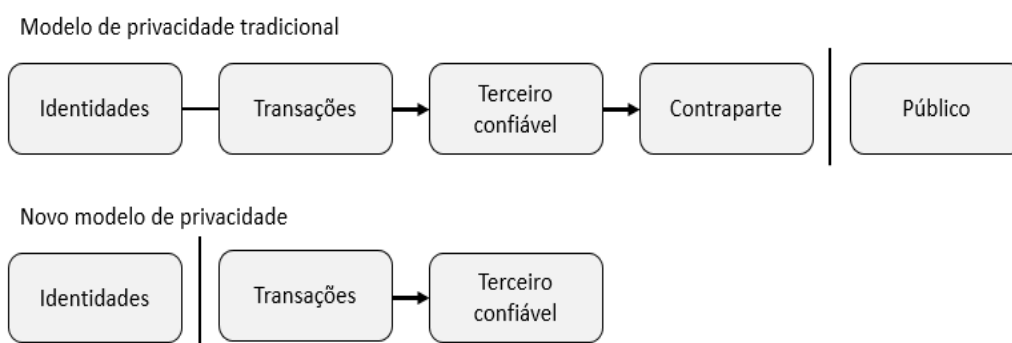 Modelo de privacidade tradicional
Identidades
Transações
Terceiro
confiável
Contraparte
Público
Novo modelo de privacidade
Identidades
Transações
Terceiro
confiável